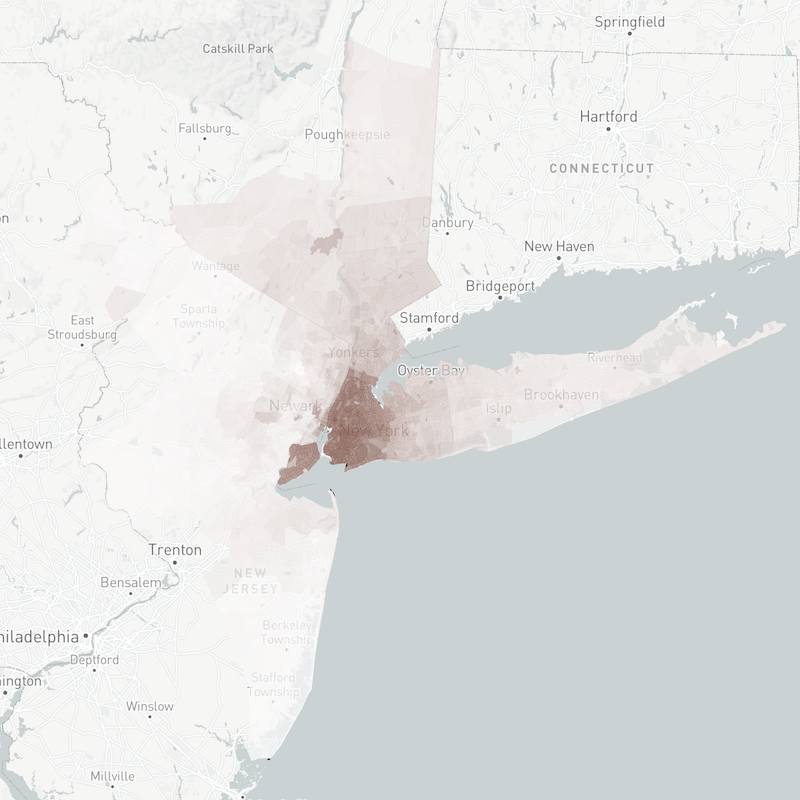 Springfield
Catskill Park
Hartford
Fallsburg
Poughkeepsie
CONNECTICUT
on
Danbury
New Haven
Wantage
Bridgeport
Sparta
Township
Stamford
East
Stroudsburg
Yonkers
Riverhead
Oyster Bay
Brookhaven
Newark
Islip
New York
llentown
Trenton
NEW
JERSEY
Bensalem
Berkeley
Township
hiladelphia
Deptford
Stafford
Township
ington
Winslow
Millville